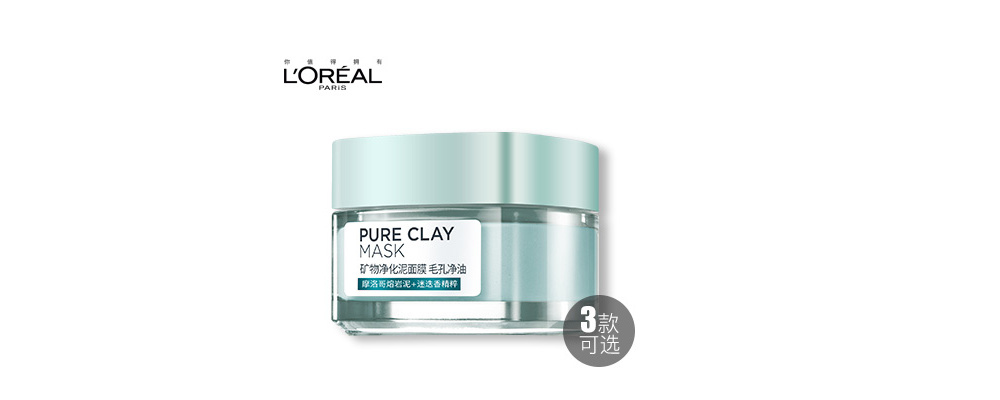 你值得拥有
L'ORÉAL
PARIS
PURE CLAY
MASK
矿物净化泥面膜 毛孔净油
摩洛哥熔岩泥+迷迭香精粹
3款
可选